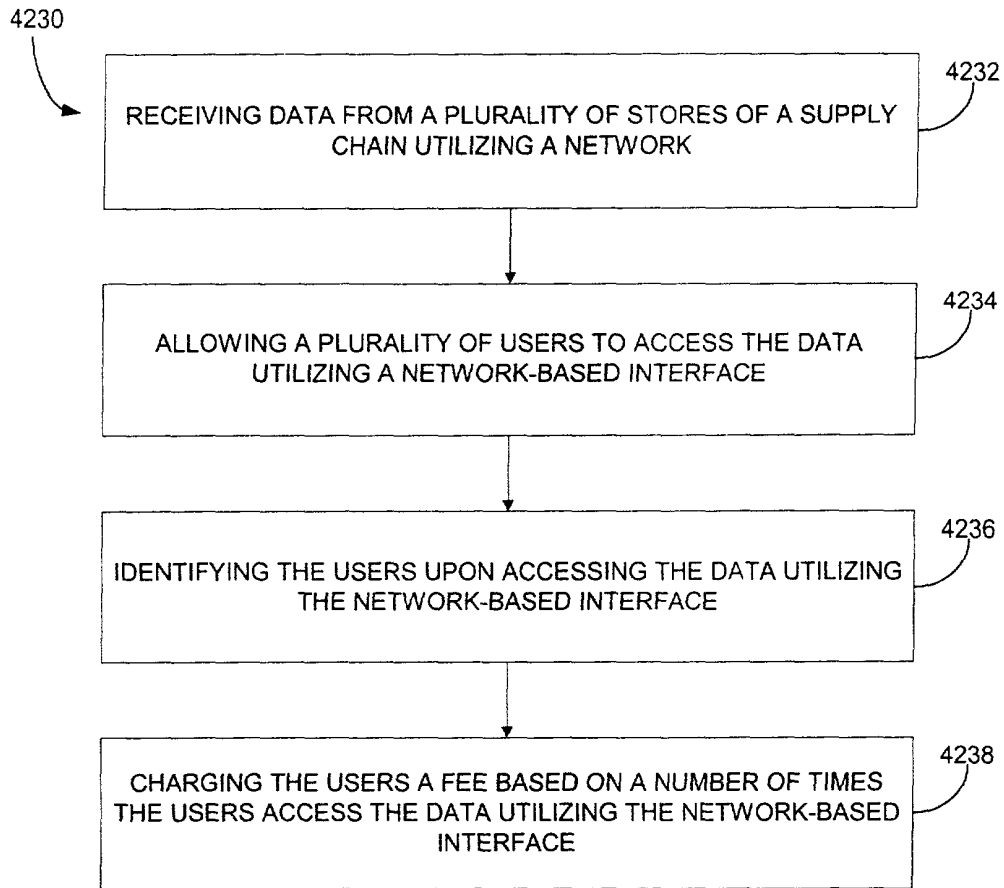 4230
4232
RECEIVING DATA FROM A PLURALITY OF STORES OF A SUPPLY
CHAIN UTILIZING A NETWORK
4234
ALLOWING A PLURALITY OF USERS TO ACCESS THE DATA
UTILIZING A NETWORK-BASED INTERFACE
4236
IDENTIFYING THE USERS UPON ACCESSING THE DATA UTILIZING
THE NETWORK-BASED INTERFACE
4238
CHARGING THE USERS A FEE BASED ON A NUMBER OF TIMES
THE USERS ACCESS THE DATA UTILIZING THE NETWORK-BASED
INTERFACE